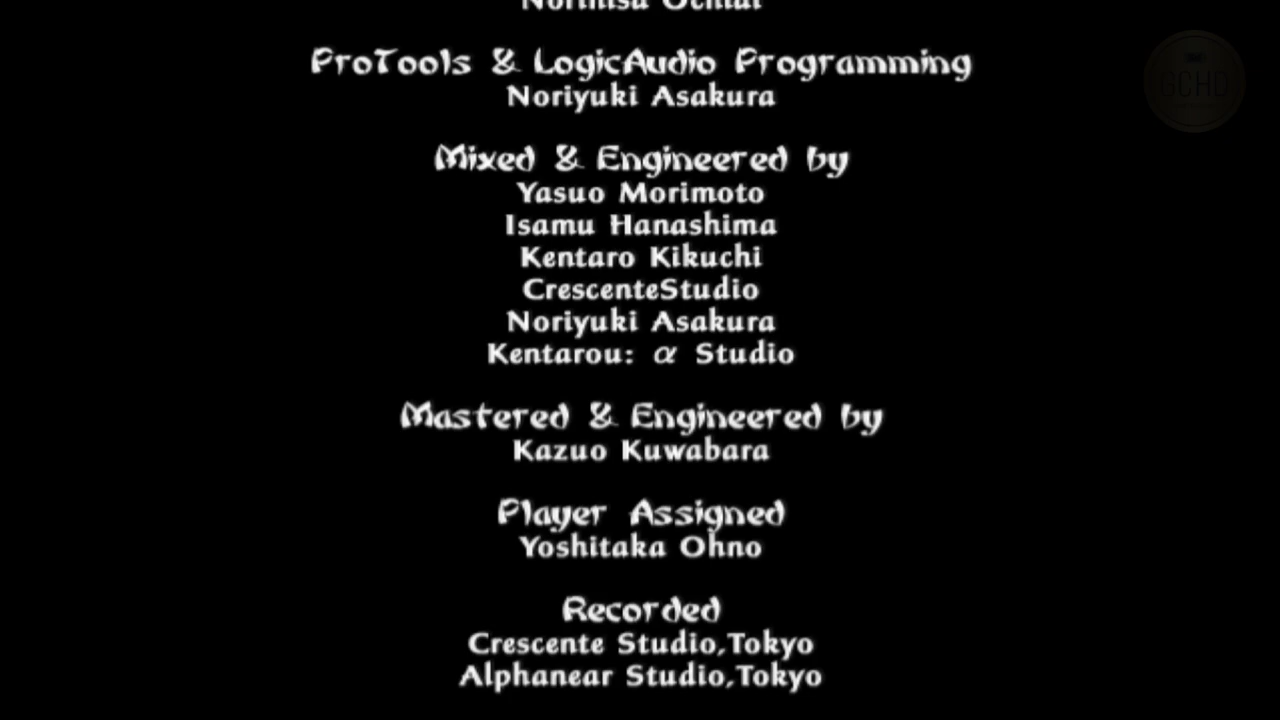 ProTools & LogicAudio Programming
Noriyuki Asakura
Mixed & Engineered by
Yasuo Morimoto
Isamu Hanashima
Kentaro Kikuchi
CrescenteStudio
Noriyuki Asakura
Kentarou: α Studio
Mastered & Engineered by
Kazuo Kuwabara
Player Assigned
Yoshitaka Ohno
Recorded
Crescente Studio,Tokyo
Alphanear Studio,Tokyo
GCHD